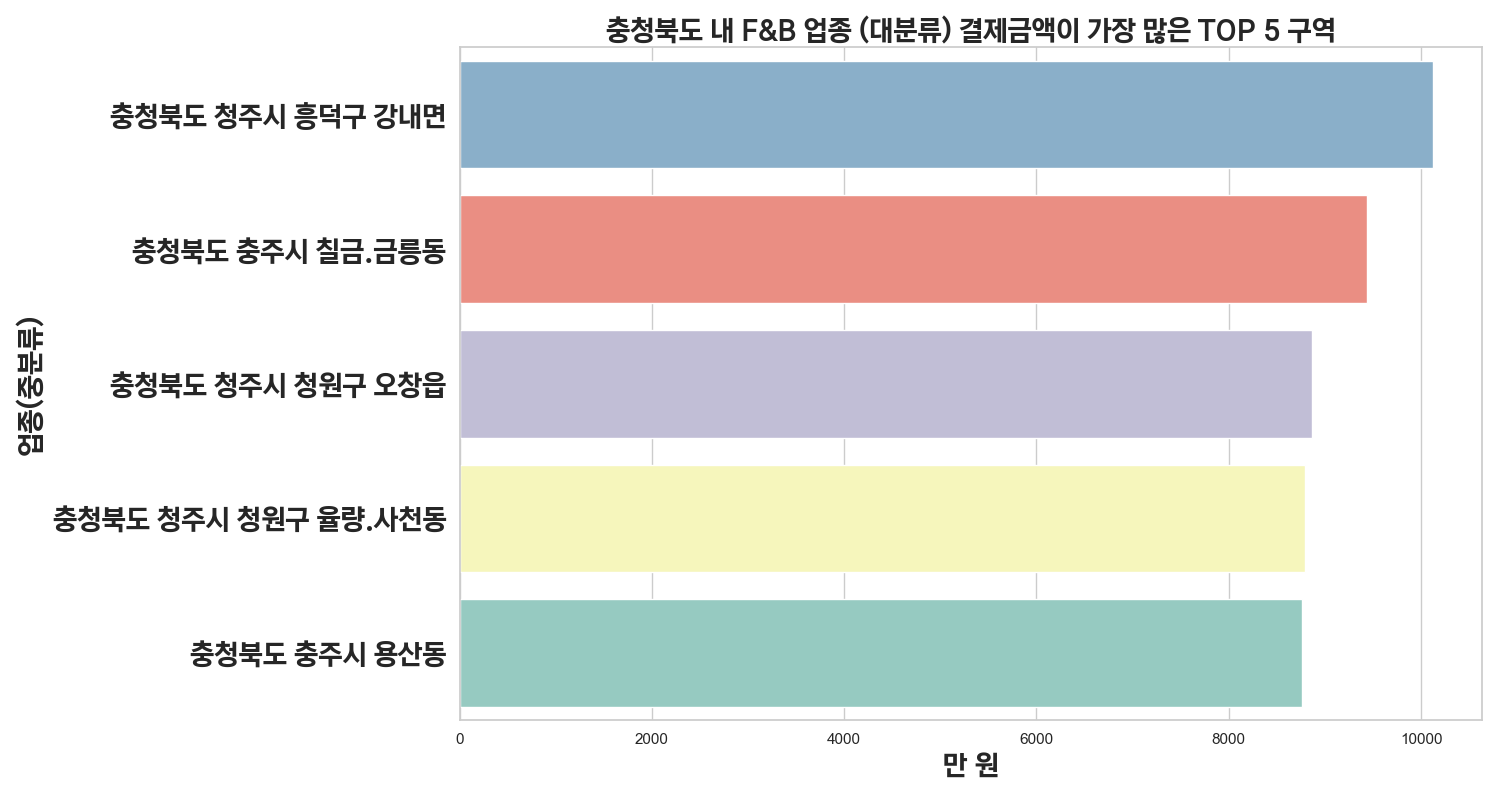 충청북도 내 F&B 업종 (대분류) 결제금액이 가장 많은 TOP 5 구역
업종(중분류)
충청북도 청주시 흥덕구 강내면
충청북도 충주시 칠금.금릉동
충청북도 청주시 청원구 오창읍
충청북도 청주시 청원구 율량.사천동
충청북도 충주시 용산동
0 2000 4000 6000 8000 10000
만 원